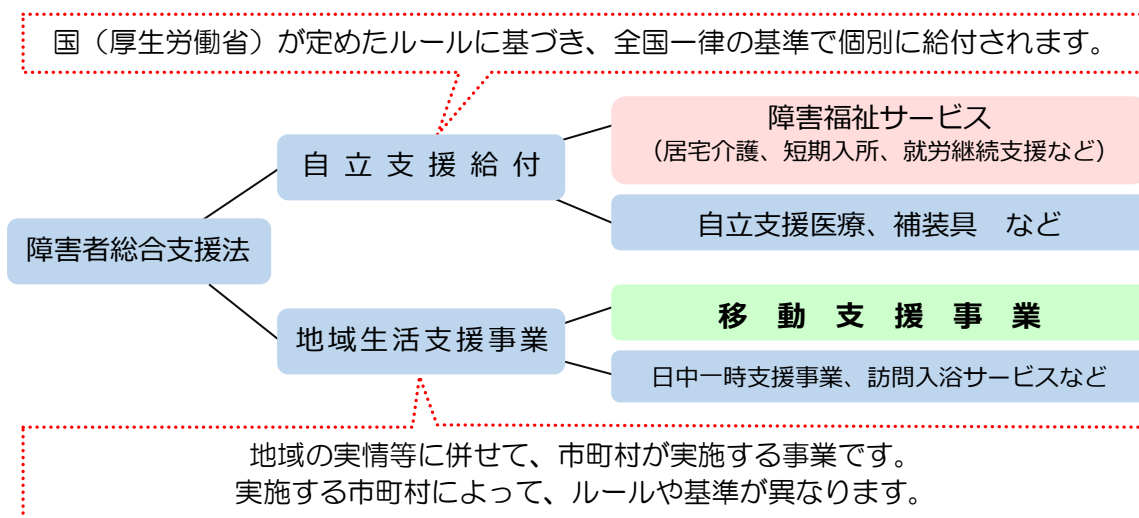 国（厚生労働省）が定めたルールに基づき、全国一律の基準で個別に給付されます。
障害福祉サービス
（居宅介護、短期入所、就労継続支援など）
自立支援給付
自立支援医療、補装具　など
障害者総合支援法
移動支援事業
地域生活支援事業
日中一時支援事業、訪問入浴サービスなど
地域の実情等に併せて、市町村が実施する事業です。
実施する市町村によって、ルールや基準が異なります。